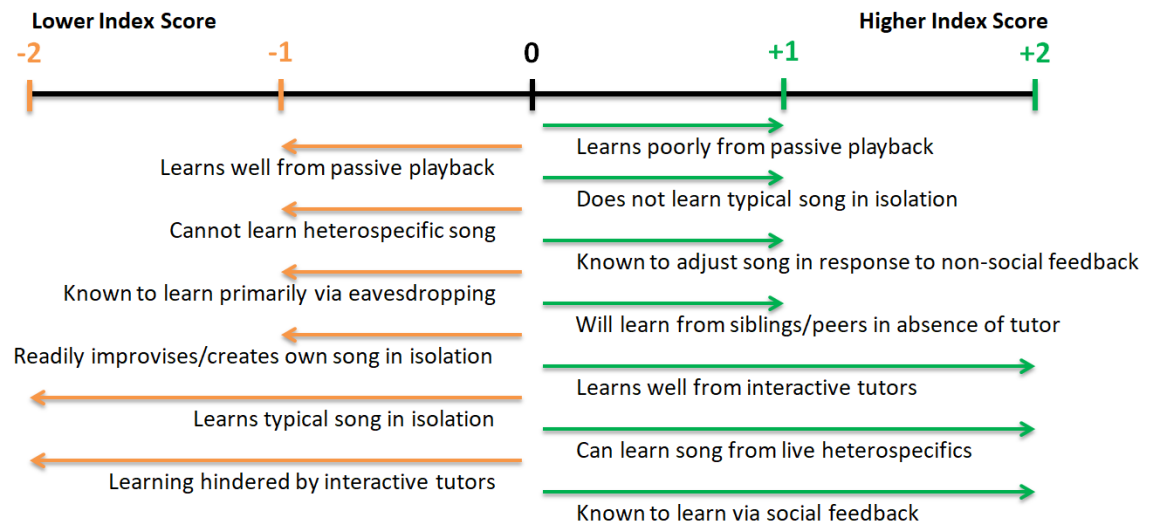 Lower Index Score Higher Index Score
-2 -1 0 +1 +2
Learns poorly from passive playback
Learns well from passive playback
Does not learn typical song in isolation
Cannot learn heterospecific song
Known to adjust song in response to non-social feedback
Known to learn primarily via eavesdropping
Will learn from siblings/peers in absence of tutor
Readily improvises/creates own song in isolation
Learns well from interactive tutors
Learns typical song in isolation
Can learn song from live heterospecifics
Learning hindered by interactive tutors
Known to learn via social feedback